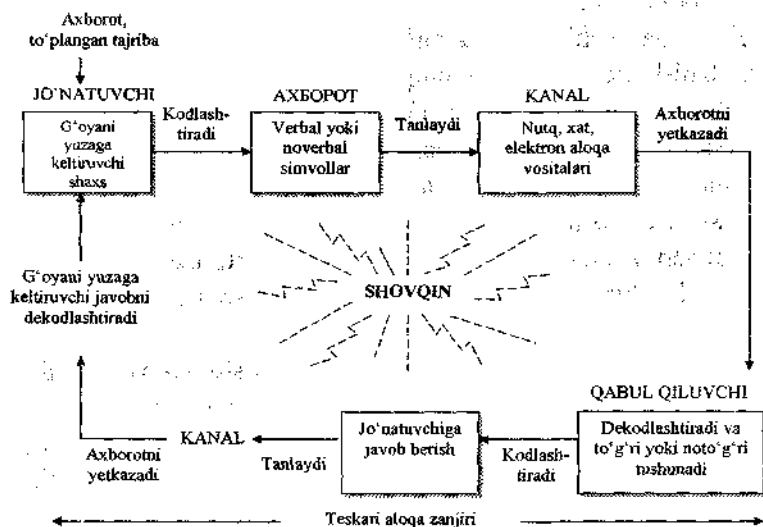 Axborot,
to‘plangan tajriba
JO‘NATUVCHI
G‘oyani
yuzaga
keltiruvchi
shaxs
Kodlash-
tiradi
AXBOPOT
Verbal yoki
noverbal
simvollar
Tanlaydi
KANAL
Nutq, xat,
elektron aloqa
vositalari
Axborotni
yetkazadi
G‘oyani yuzaga
keltiruvchi javobni
dekodlashtiradi
SHOVQIN
QABUL QILUVCHI
Dekodlashtiradi va
to‘g‘ri yoki noto‘g‘ri
tushunadi
Kodlash-
tiradi
Jo‘natuvchiga
javob berish
Tanlaydi
KANAL
Axborotni
yetkazadi
Teskari aloqa zanjiri